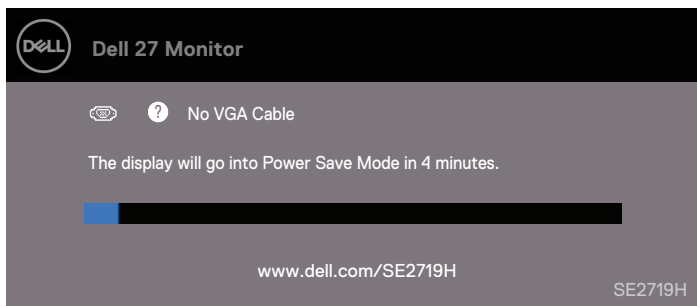 DELL
Dell 27 Monitor
? No VGA Cable
The display will go into Power Save Mode in 4 minutes.
www.dell.com/SE2719H
SE2719H